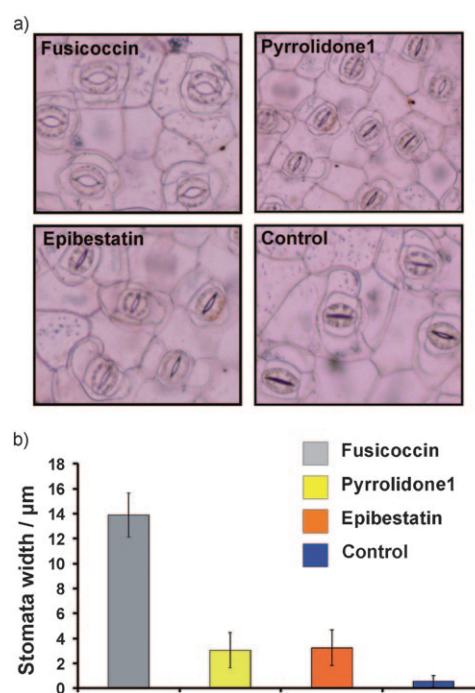 a)
Fusicoccin
Pyrrolidone1
Epibestatin
Control
b)
Fusicoccin
Pyrrolidone1
Epibestatin
Control
Stomata width / µm
18
16
14
12
10
8
6
4
2
0